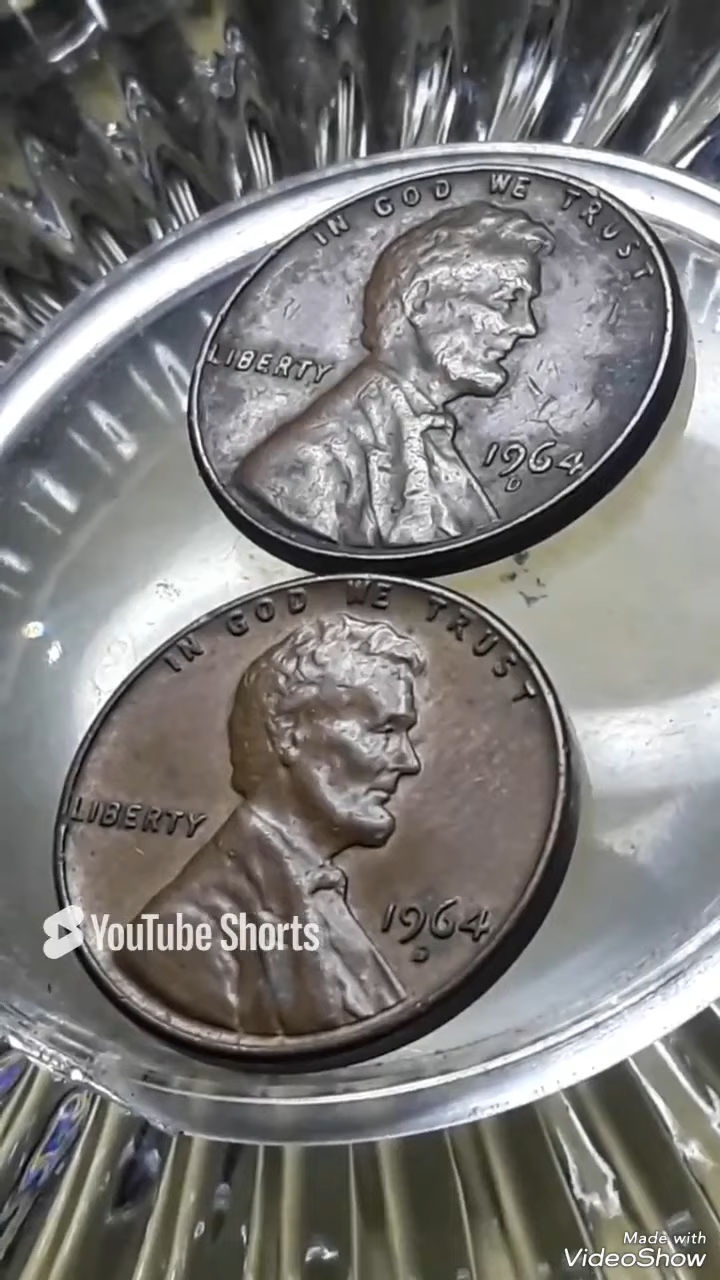 IN GOD WE TRUST
LIBERTY
1964
D
IN GOD WE TRUST
LIBERTY
1964
D
YouTube Shorts
Made with
VideoShow